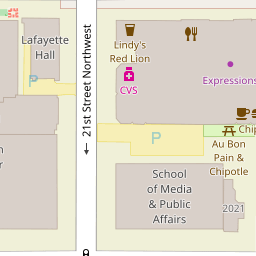 Lafayette
Hall
21st Street Northwest
Lindy's
Red Lion
CVS
Expressions
P
P
Chip
Au Bon
Pain &
Chipotle
School
of Media
& Public
Affairs
2021